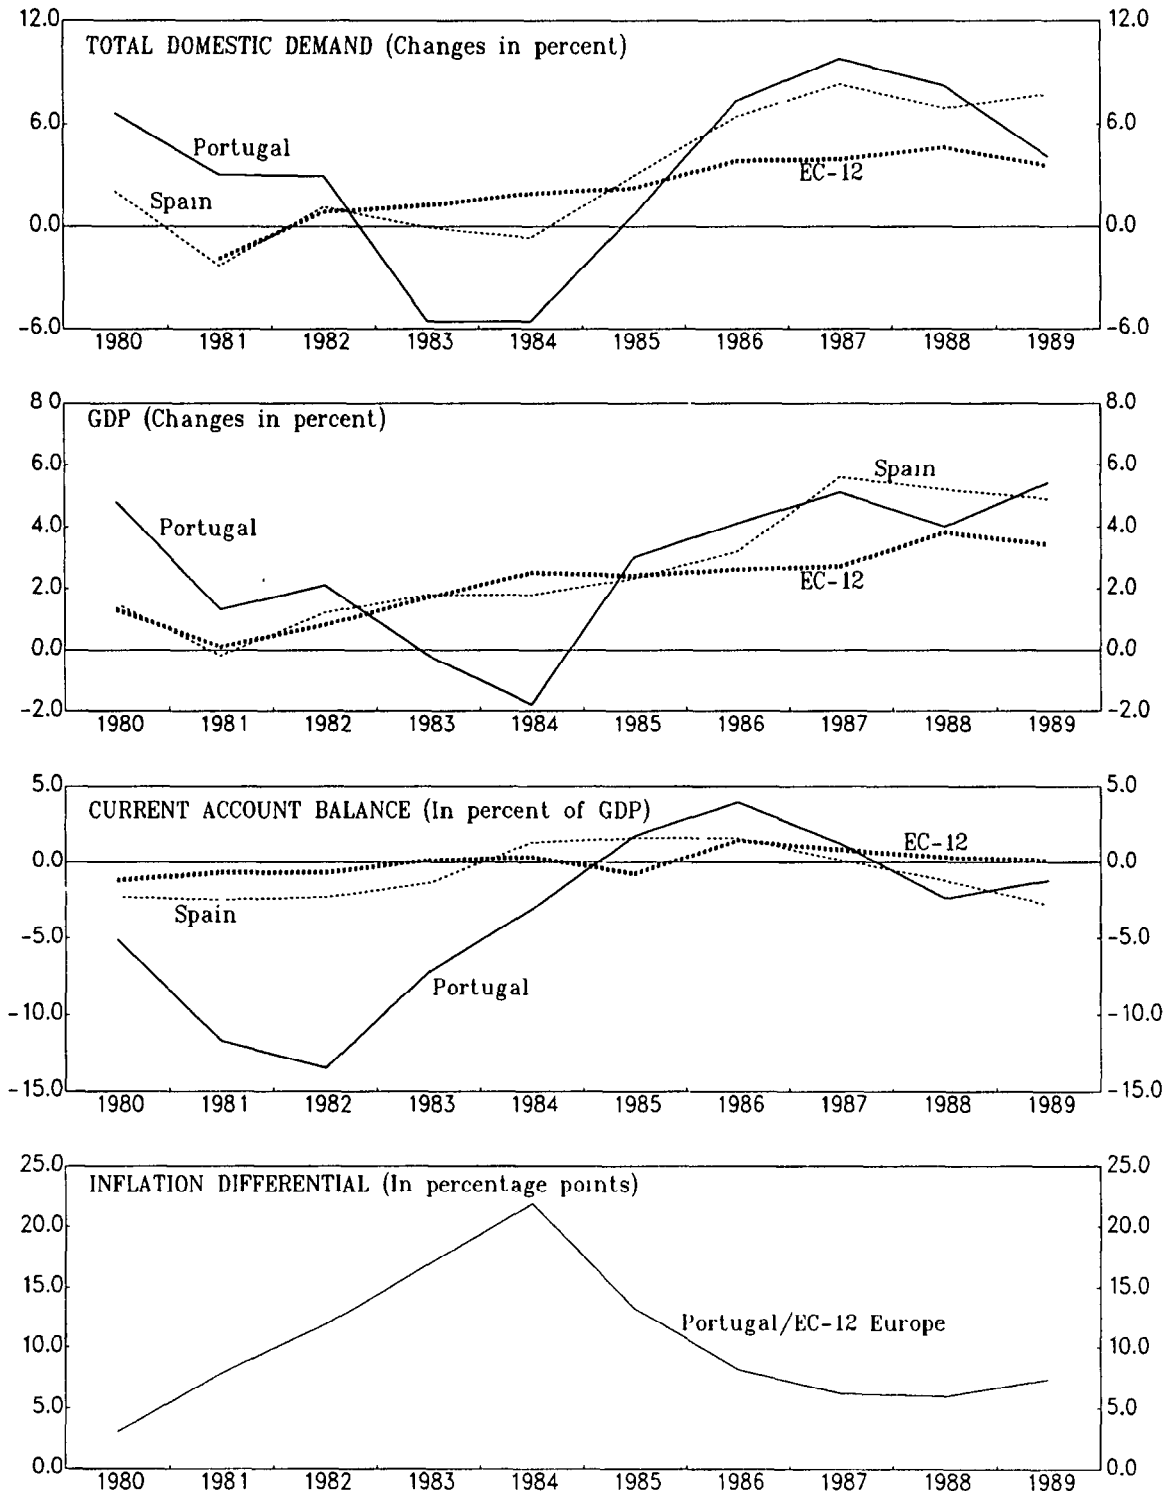 12.0 12.0
TOTAL DOMESTIC DEMAND (Changes in percent)
6.0 6.0
Portugal
EC-12
Spain
0.0 0.0
-6.0 -6.0
1980 1981 1982 1983 1984 1985 1986 1987 1988 1989
8 0 8.0
GDP (Changes in percent)
6.0 Spain 6.0
Portugal
4.0 4.0
EC-12
2.0 2.0
0.0 0.0
-2.0 -2.0
1980 1981 1982 1983 1984 1985 1986 1987 1988 1989
5.0 5.0
CURRENT ACCOUNT BALANCE (In percent of GDP)
EC-12
0.0 0.0
Spain
-5.0 -5.0
Portugal
-10.0 -10.0
-15.0 -15.0
1980 1981 1982 1983 1984 1985 1986 1987 1988 1989
25.0 25.0
INFLATION DIFFERENTIAL (In percentage points)
20.0 20.0
15.0 15.0
Portugal/EC-12 Europe
10.0 10.0
5.0 5.0
0.0 0.0
1980 1981 1982 1983 1984 1985 1986 1987 1988 1989